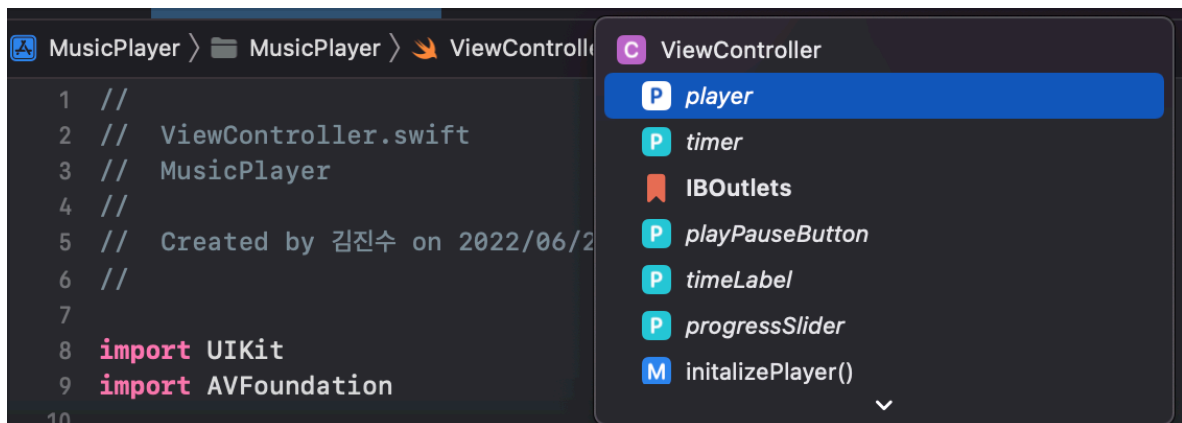 MusicPlayer 〉 MusicPlayer 〉 ViewControlle
1 //
2 // ViewController.swift
3 // MusicPlayer
4 //
5 // Created by 김진수 on 2022/06/2
6 //
7
8 import UIKit
9 import AVFoundation
10
C ViewController
P player
P timer
IBOutlets
P playPauseButton
P timeLabel
P progressSlider
M initalizePlayer()